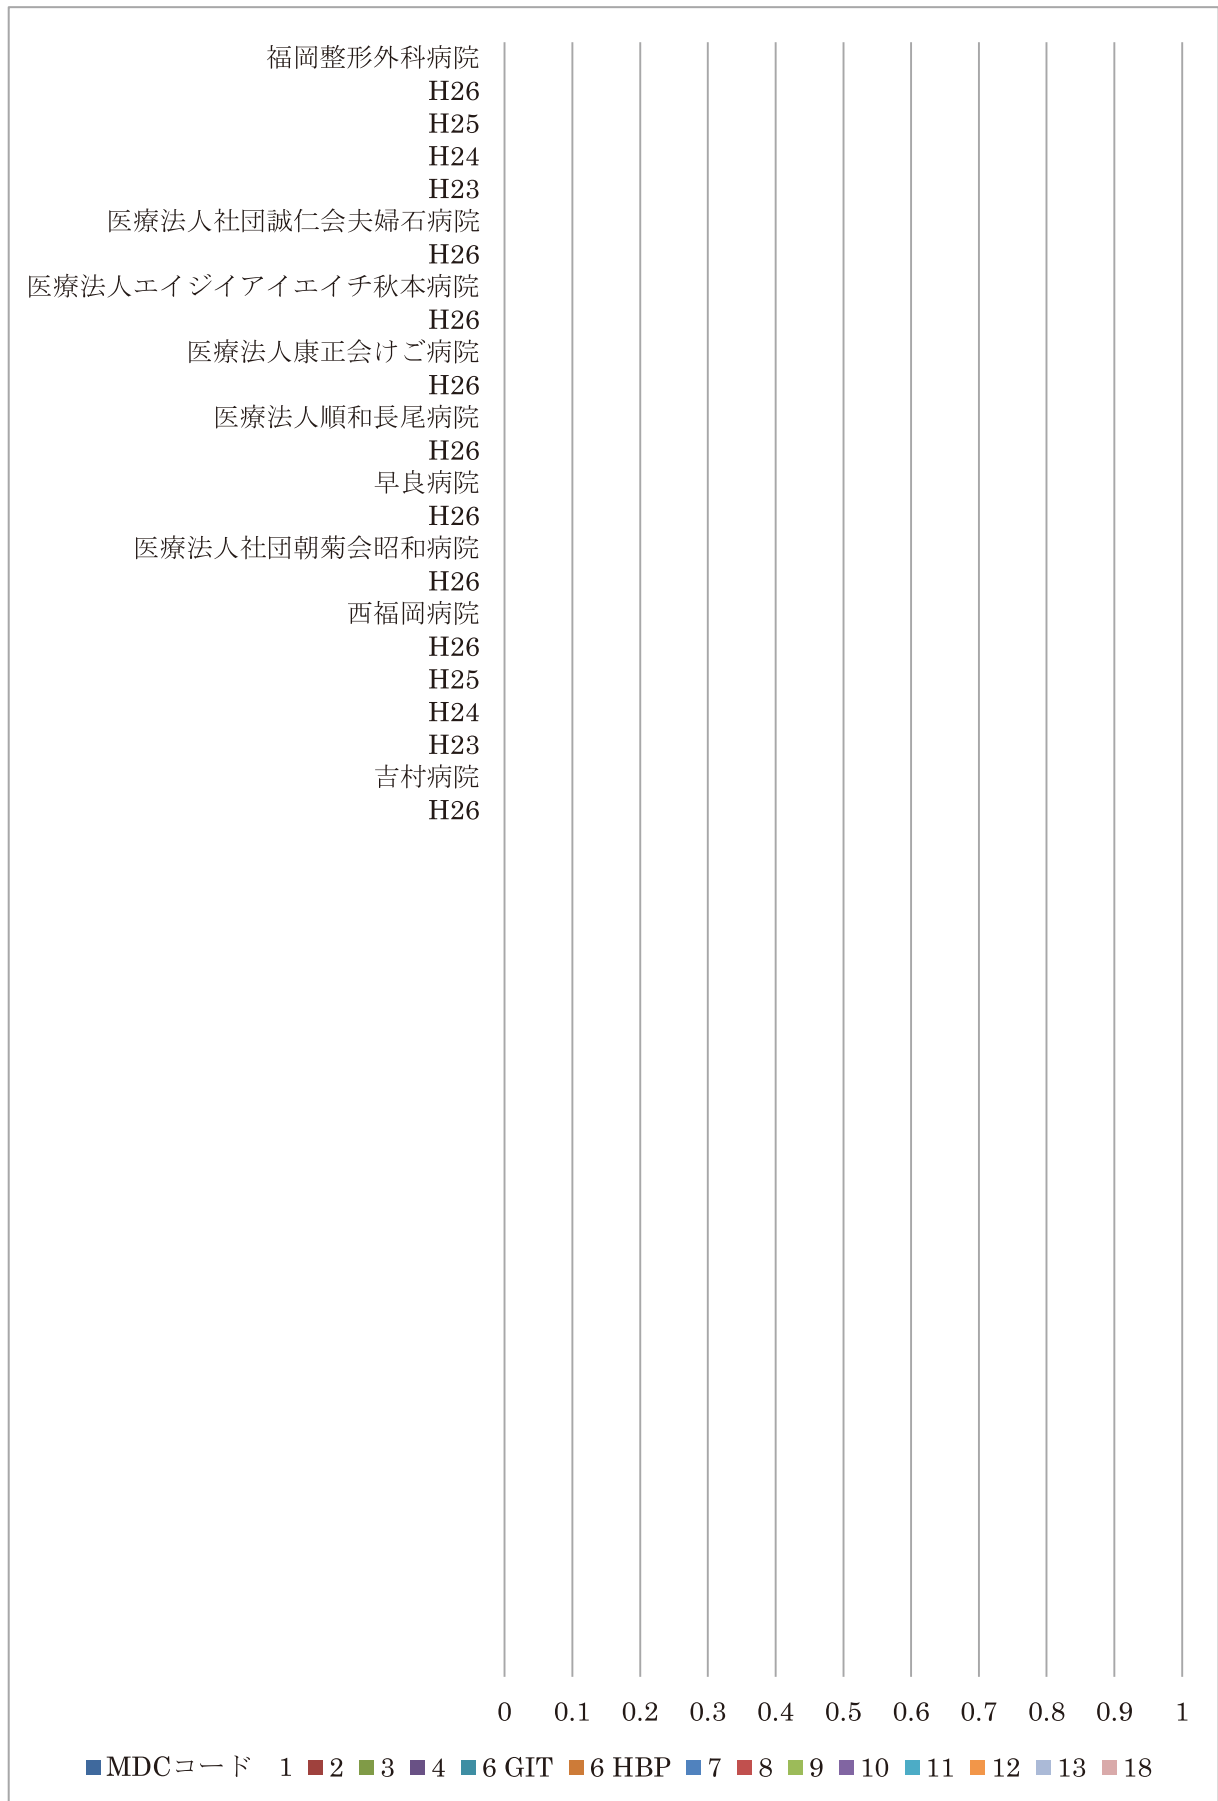 福岡整形外科病院
H26
H25
H24
H23
医療法人社団誠仁会夫婦石病院
H26
医療法人エイジイアイエイチ秋本病院
H26
医療法人康正会けご病院
H26
医療法人順和長尾病院
H26
早良病院
H26
医療法人社団朝菊会昭和病院
H26
西福岡病院
H26
H25
H24
H23
吉村病院
H26
0 0.1 0.2 0.3 0.4 0.5 0.6 0.7 0.8 0.9 1
MDCコード 1 2 3 4 6 GIT 6 HBP 7 8 9 10 11 12 13 18